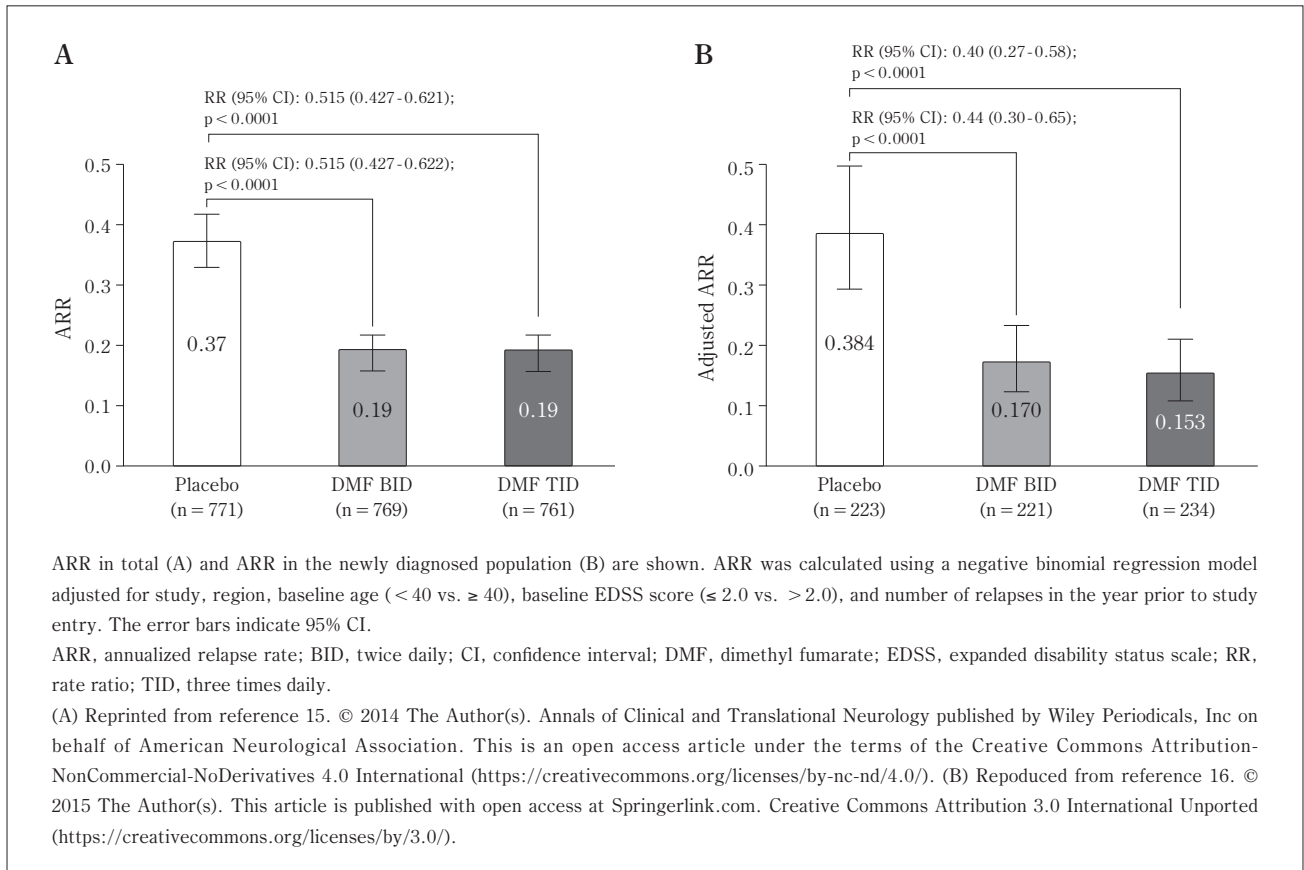 A
RR (95% CI): 0.515 (0.427-0.621);
p<0.0001
RR (95% CI): 0.515 (0.427-0.622);
p<0.0001
ARR
0.5
0.4
0.3
0.2
0.1
0.0
0.37
0.19
0.19
Placebo
(n=771)
DMF BID
(n=769)
DMF TID
(n=761)
B
RR (95% CI): 0.40 (0.27-0.58);
p<0.0001
RR (95% CI): 0.44 (0.30-0.65);
p<0.0001
Adjusted ARR
0.5
0.4
0.3
0.2
0.1
0.0
0.384
0.170
0.153
Placebo
(n=223)
DMF BID
(n=221)
DMF TID
(n=234)
ARR in total (A) and ARR in the newly diagnosed population (B) are shown. ARR was calculated using a negative binomial regression model
adjusted for study, region, baseline age (<40 vs. ≥ 40), baseline EDSS score (≤ 2.0 vs. >2.0), and number of relapses in the year prior to study
entry. The error bars indicate 95% CI.
ARR, annualized relapse rate; BID, twice daily; CI, confidence interval; DMF, dimethyl fumarate; EDSS, expanded disability status scale; RR,
rate ratio; TID, three times daily.
(A) Reprinted from reference 15. © 2014 The Author(s). Annals of Clinical and Translational Neurology published by Wiley Periodicals, Inc on
behalf of American Neurological Association. This is an open access article under the terms of the Creative Commons Attribution-
NonCommercial-NoDerivatives 4.0 International (https://creativecommons.org/licenses/by-nc-nd/4.0/). (B) Repoduced from reference 16. ©
2015 The Author(s). This article is published with open access at Springerlink.com. Creative Commons Attribution 3.0 International Unported
(https://creativecommons.org/licenses/by/3.0/).